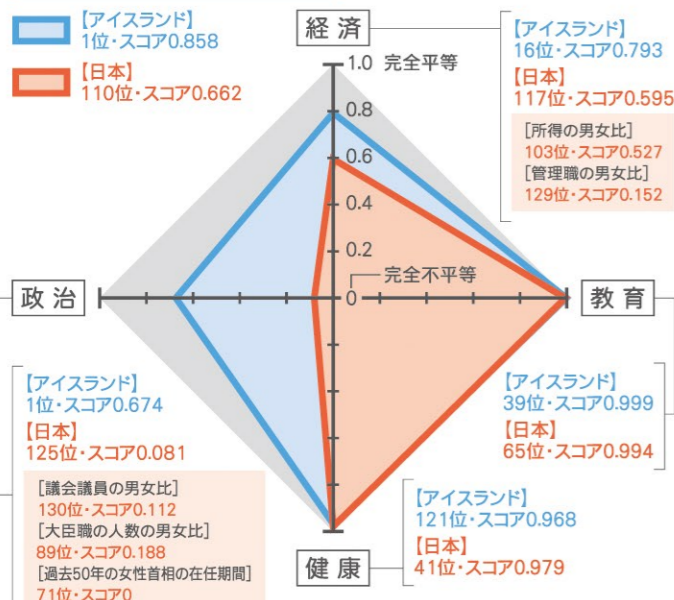 【アイスランド】
1位・スコア0.858
【日本】
110位・スコア0.662
経済
【アイスランド】
16位・スコア0.793
【日本】
117位・スコア0.595
[所得の男女比]
103位・スコア0.527
[管理職の男女比]
129位・スコア0.152
1.0 完全平等
0.8
0.6
0.4
0.2
0
完全不平等
政治
教育
【アイスランド】
1位・スコア0.674
【日本】
125位・スコア0.081
[議会議員の男女比]
130位・スコア0.112
[大臣職の人数の男女比]
89位・スコア0.188
[過去50年の女性首相の在任期間]
71位・スコア0
【アイスランド】
39位・スコア0.999
【日本】
65位・スコア0.994
健康
【アイスランド】
121位・スコア0.968
【日本】
41位・スコア0.979